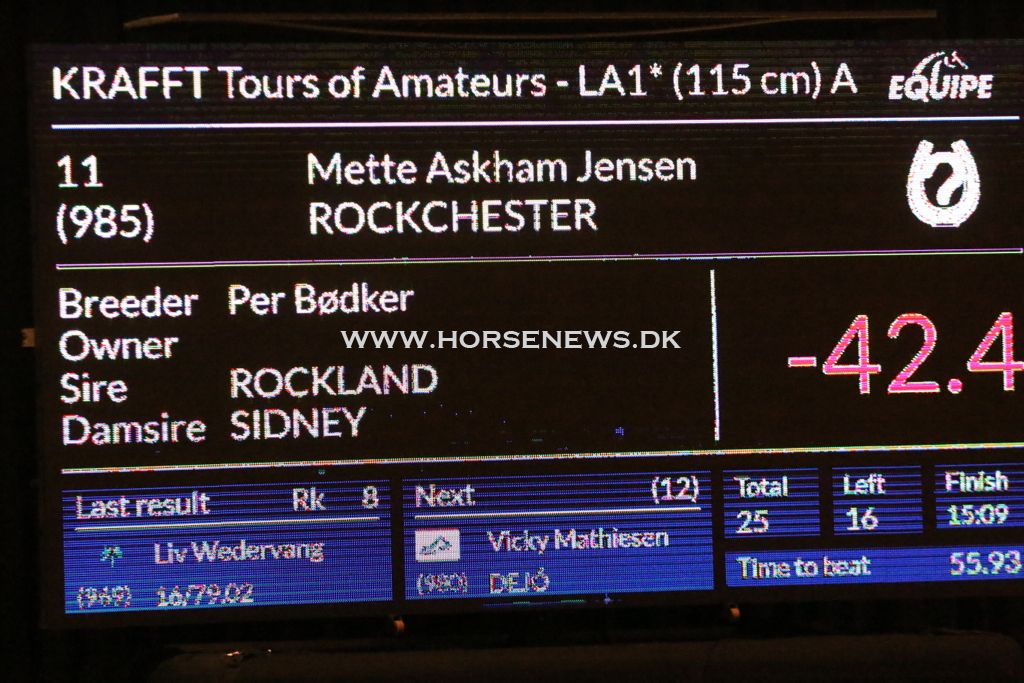 KRAFFT Tours of Amateurs - LA1* (115 cm) A EQUIPE
11 Mette Askham Jensen
(985) ROCKCHESTER
Breeder Per Bødker
Owner
Sire ROCKLAND
Damsire SIDNEY
-42.4
WWW.HORSENEWS.DK
Last result Rk 8
Liv Wedervang
(969) 16/79.02
Next (12)
Vicky Mathiesen
(980) DEJÓ
Total
25
Left
16
Finish
15:09
Time to beat 55.93